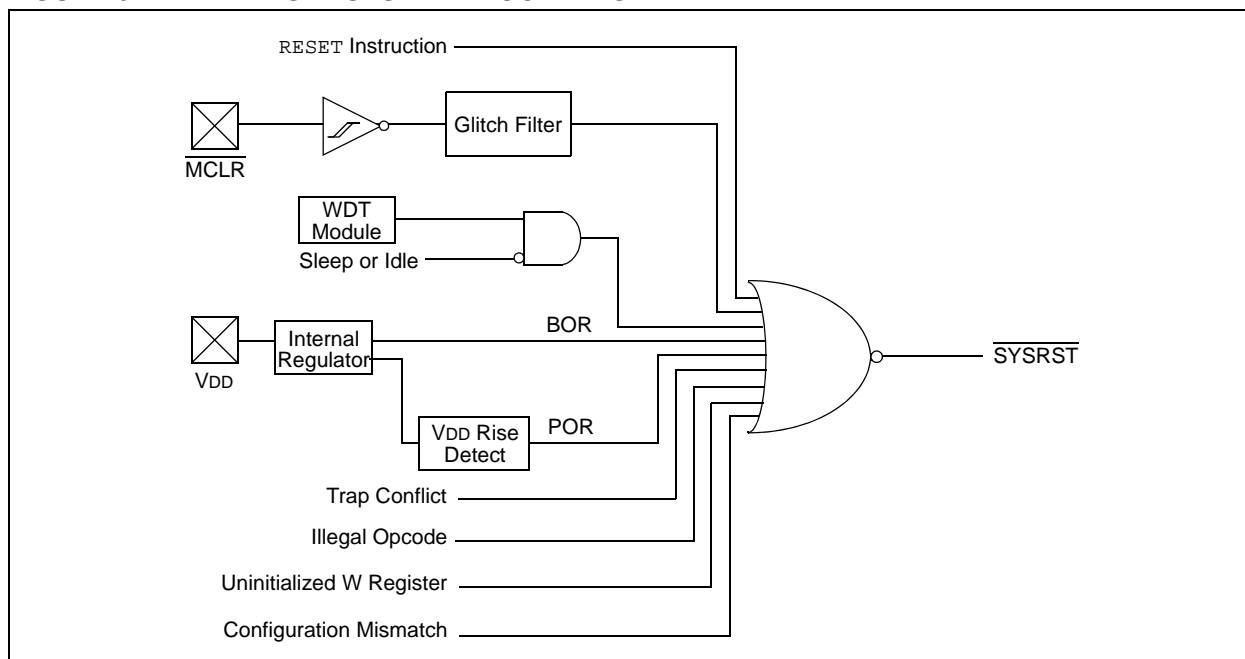 RESET Instruction
Glitch Filter
MCLR
WDT
Module
Sleep or Idle
BOR
Internal
Regulator
VDD
SYSRST
POR
VDD Rise
Detect
Trap Conflict
Illegal Opcode
Uninitialized W Register
Configuration Mismatch